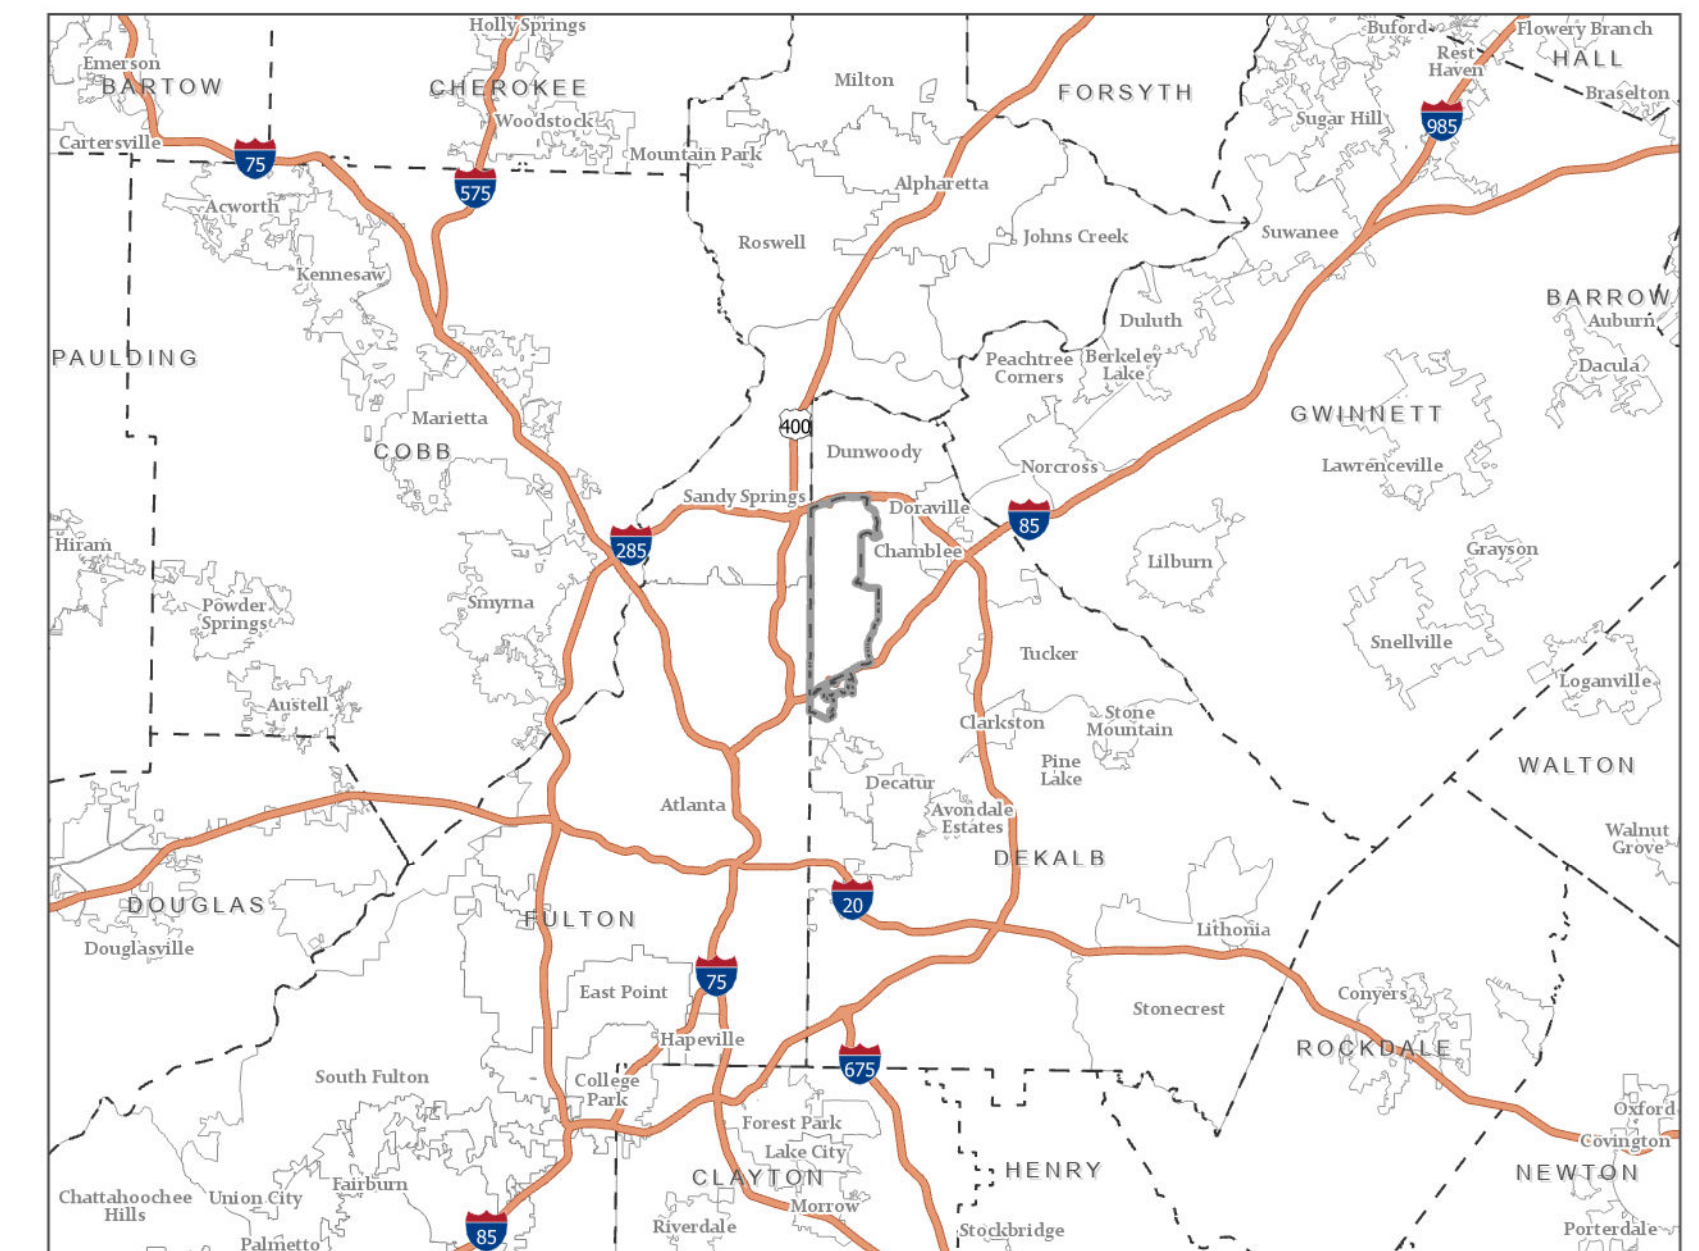 Holly Springs
Buford
Flowery Branch
Emerson
BARTOW
CHEROKEE
Milton
FORSYTH
Rest
Haven
HALL
Braselton
Woodstock
Sugar Hill
985
Cartersville
75
575
Mountain Park
Alpharetta
Acworth
Roswell
Johns Creek
Suwanee
Kennesaw
BARROW
Auburn
Duluth
PAULDING
Peachtree
Corners
Berkeley
Lake
Dacula
Marietta
400
GWINNETT
COBB
Dunwoody
Norcross
Lawrenceville
Sandy Springs
Doraville
85
Hiram
285
Chamblee
Lilburn
Grayson
Powder
Springs
Smyrna
Snellville
Tucker
Loganville
Austell
Clarkston
Stone
Mountain
Pine
Lake
WALTON
Decatur
Atlanta
Avondale
Estates
Walnut
Grove
DEKALB
DOUGLAS
20
FULTON
Lithonia
Douglasville
75
East Point
Conyers
Stonecrest
Hapeville
ROCKDALE
675
South Fulton
College
Park
Oxford
Forest Park
Covington
Lake City
CLAYTON
HENRY
NEWTON
Chattahoochee
Hills
Union City
Fairburn
Morrow
Riverdale
Stockbridge
Porterdale
85
Palmetto